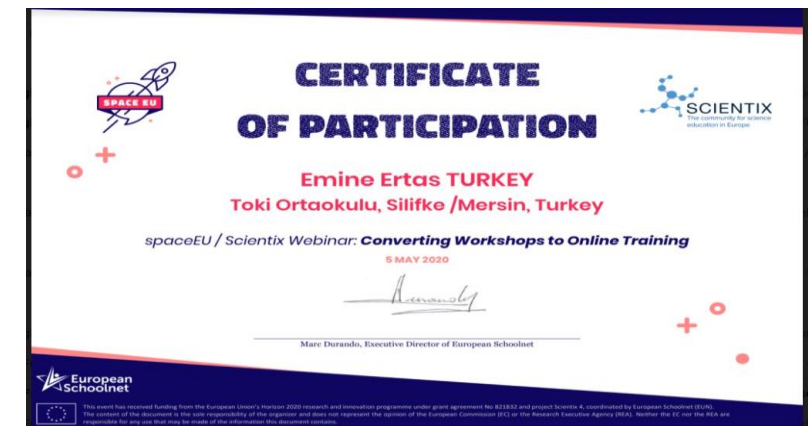 SPACE EU
CERTIFICATE
OF PARTICIPATION
SCIENTIX
The community for science
education in Europe
Emine Ertas TURKEY
Toki Ortaokulu, Silifke /Mersin, Turkey
spaceEU / Scientix Webinar: Converting Workshops to Online Training
5 MAY 2020
Marc Durando, Executive Director of European Schoolnet
European
Schoolnet
This event has received funding from the European Union's Horizon 2020 research and innovation programme under grant agreement No 821832 and project Scientix 4, coordinated by European Schoolnet (EUN).
The content of the document is the sole responsibility of the organizer and does not represent the opinion of the European Commission (EC) or the Research Executive Agency (REA). Neither the EC nor the REA are
responsible for any use that may be made of the information this document contains.